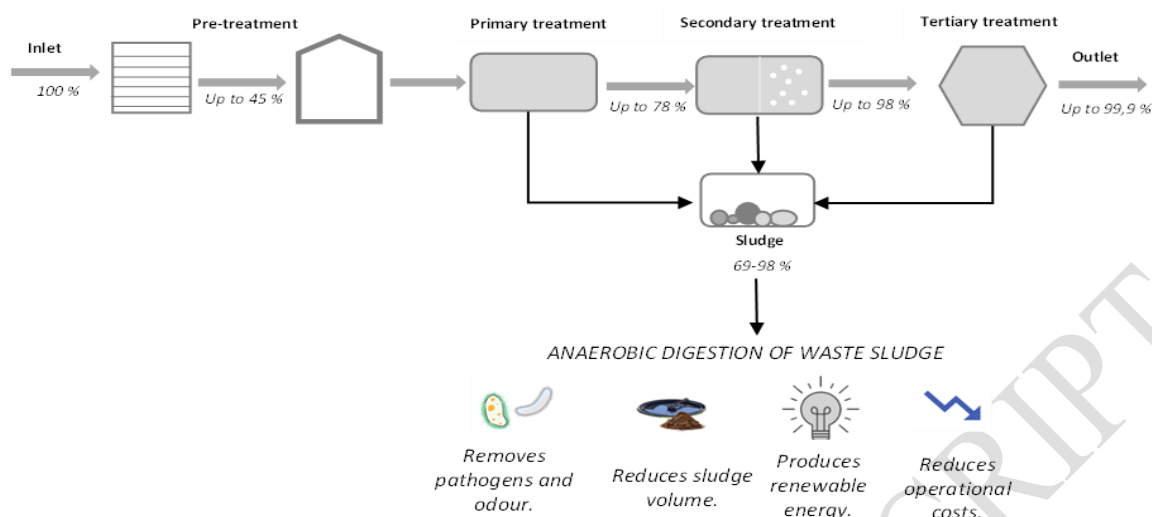 Pre-treatment
Primary treatment
Secondary treatment
Tertiary treatment
Inlet
Outlet
100 %
Up to 45 %
Up to 78 %
Up to 98 %
Up to 99,9 %
Sludge
69-98 %
ANAEROBIC DIGESTION OF WASTE SLUDGE
Removes
pathogens and
odour.
Reduces sludge
volume.
Produces
renewable
energy.
Reduces
operational
costs.
CRIPT